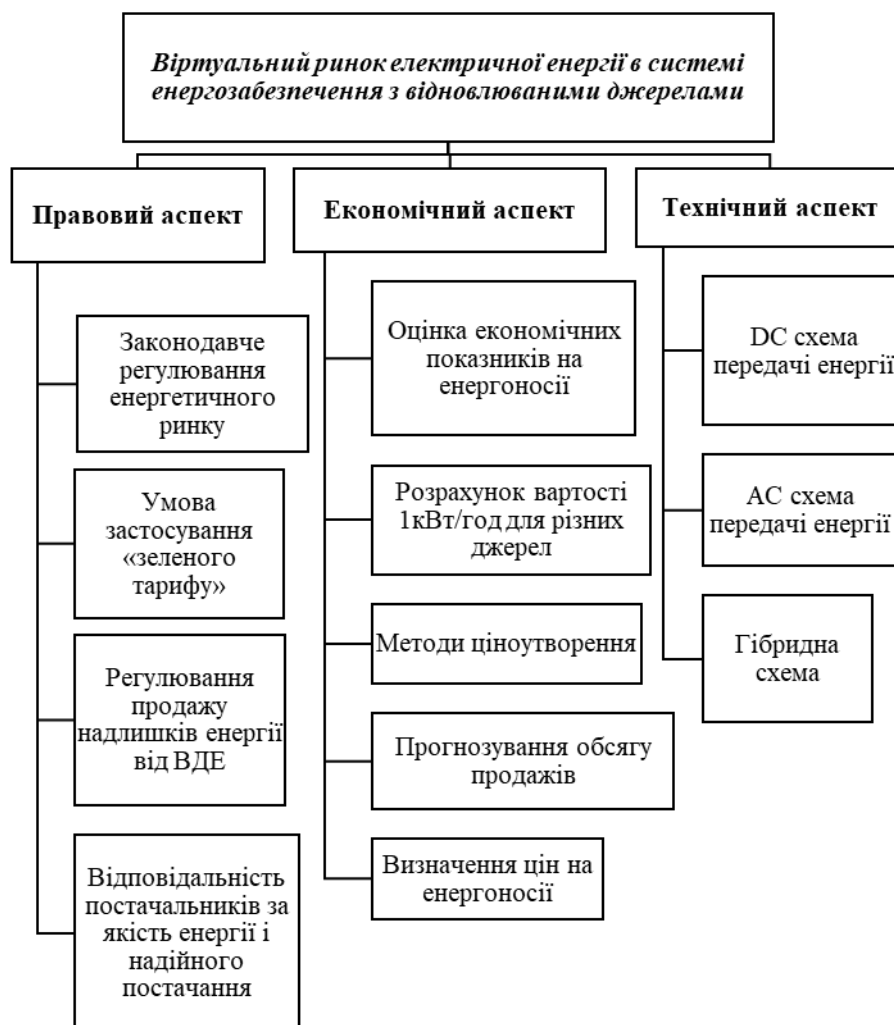 Віртуальний ринок електричної енергії в системі
енергозабезпечення з відновлюваними джерелами
Правовий аспект
Економічний аспект
Технічний аспект
Законодавче
регулювання
енергетичного
ринку
Умова
застосування
«зеленого
тарифу»
Регулювання
продажу
надлишків енергії
від ВДЕ
Відповідальність
постачальників за
якість енергії і
надійного
постачання
Оцінка економічних
показників на
енергоносії
Розрахунок вартості
1кВт/год для різних
джерел
Методи ціноутворення
Прогнозування обсягу
продажів
Визначення цін на
енергоносії
DC схема
передачі енергії
AC схема
передачі енергії
Гібридна
схема